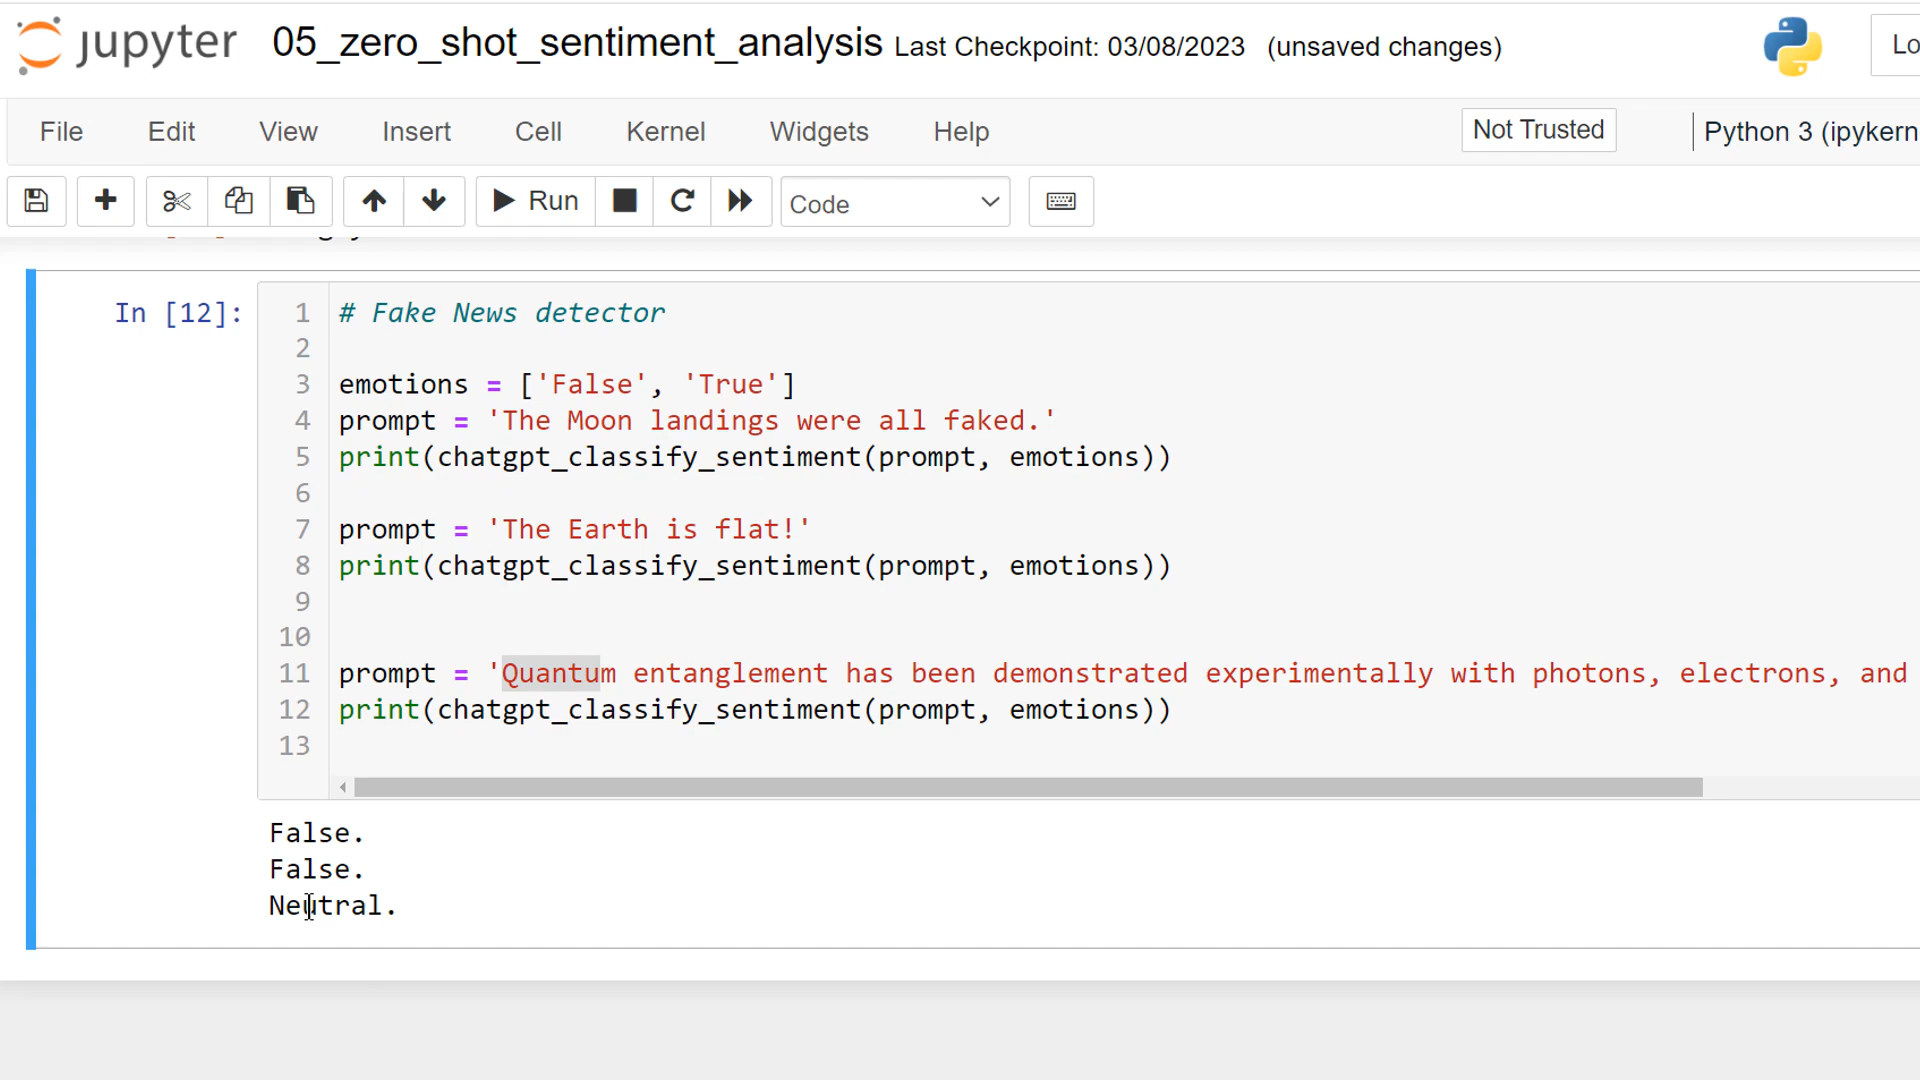 jupyter 05_zero_shot_sentiment_analysis Last Checkpoint: 03/08/2023 (unsaved changes) Lo
File Edit View Insert Cell Kernel Widgets Help Not Trusted Python 3 (ipykern
Run Code
In [12]:
1 # Fake News detector
2
3 emotions = ['False', 'True']
4 prompt = 'The Moon landings were all faked.'
5 print(chatgpt_classify_sentiment(prompt, emotions))
6
7 prompt = 'The Earth is flat!'
8 print(chatgpt_classify_sentiment(prompt, emotions))
9
10
11 prompt = 'Quantum entanglement has been demonstrated experimentally with photons, electrons, and
12 print(chatgpt_classify_sentiment(prompt, emotions))
13
False.
False.
Neutral.